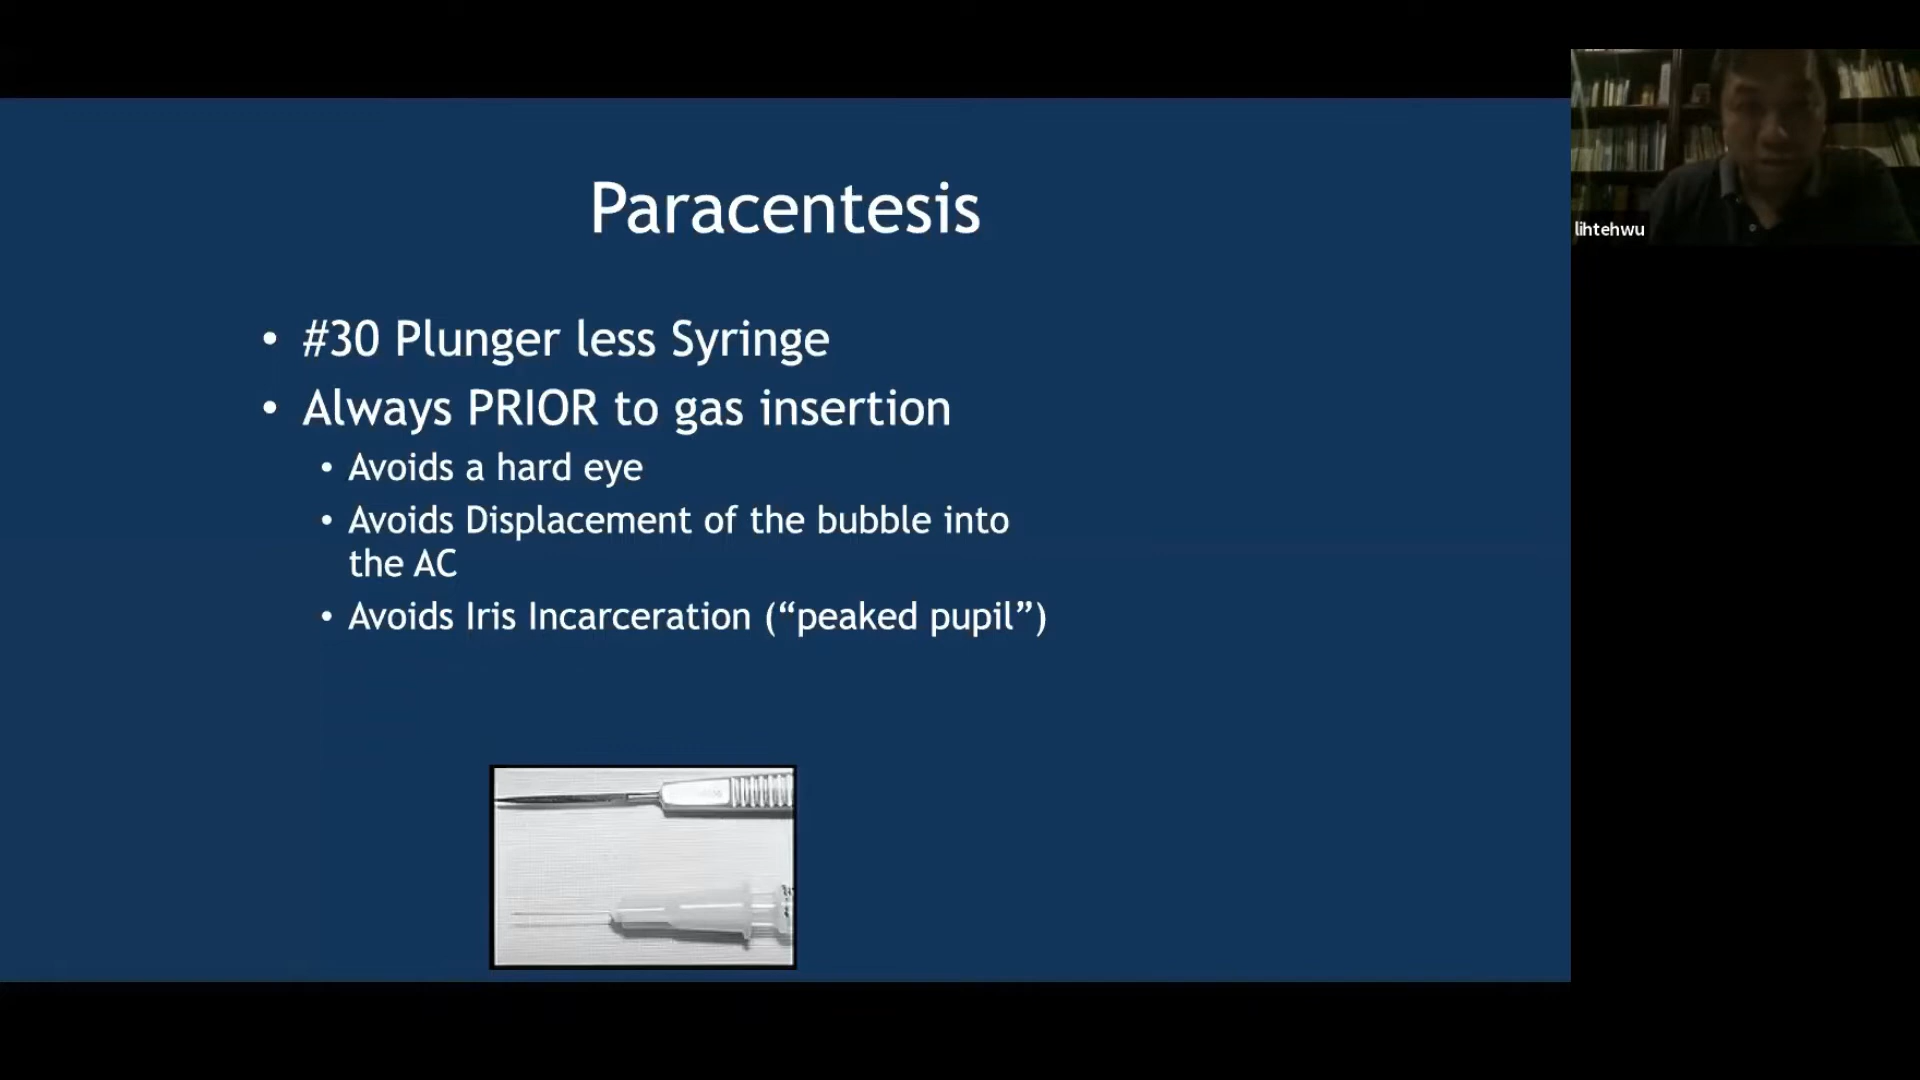 Paracentesis
• #30 Plunger less Syringe
• Always PRIOR to gas insertion
• Avoids a hard eye
• Avoids Displacement of the bubble into
the AC
• Avoids Iris Incarceration (“peaked pupil”)
lihtehwu